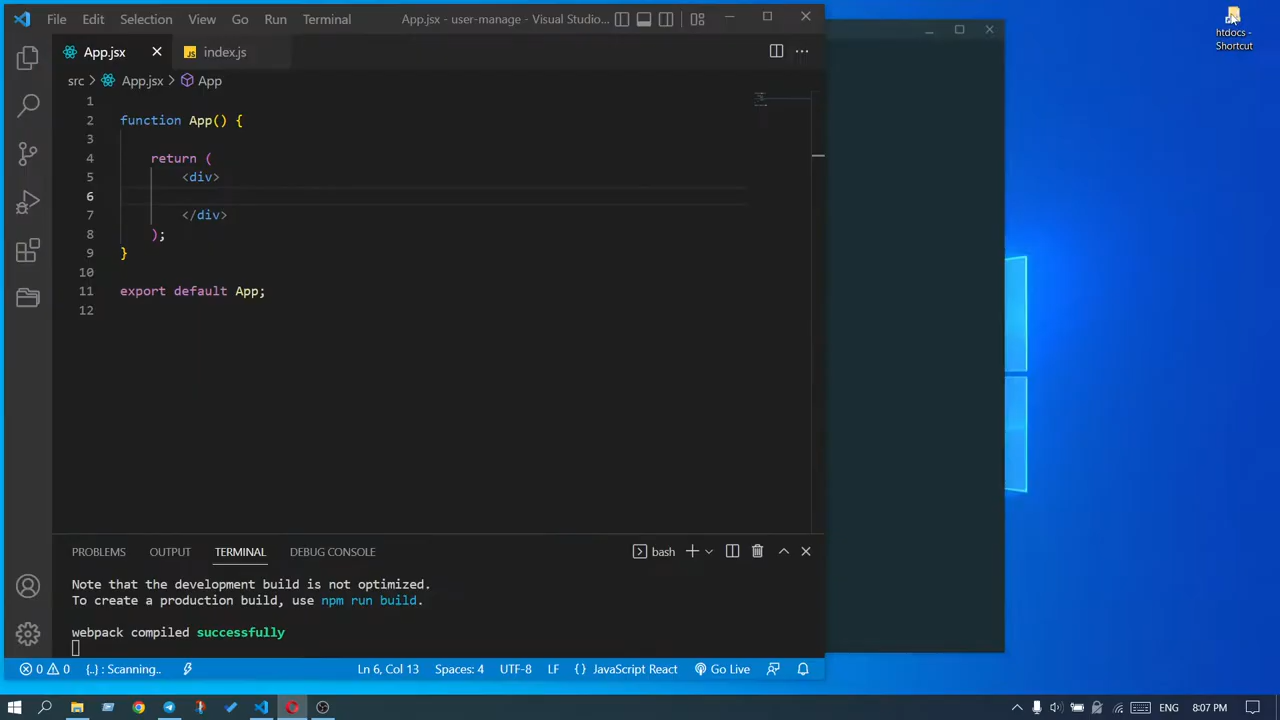 File Edit Selection View Go Run Terminal App.jsx - user-manage - Visual Studio...
htdocs -
Shortcut
App.jsx JS index.js
src > App.jsx > App
1
2 function App() {
3
4 return (
5 <div>
6
7 </div>
8 );
9 }
10
11 export default App;
12
PROBLEMS OUTPUT TERMINAL DEBUG CONSOLE bash
Note that the development build is not optimized.
To create a production build, use npm run build.
webpack compiled successfully
0 0 {..} : Scanning.. Ln 6, Col 13 Spaces: 4 UTF-8 LF {} JavaScript React Go Live
ENG 8:07 PM